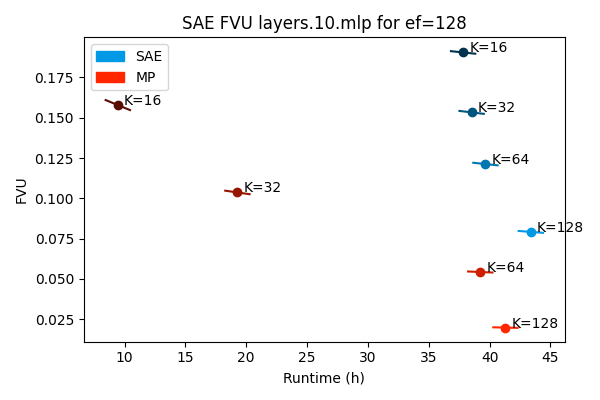 SAE FVU layers.10.mlp for ef=128
SAE
MP
K=16
K=16
K=32
K=64
K=32
K=128
K=64
K=128
0.175
0.150
0.125
0.100
0.075
0.050
0.025
FVU
10
15
20
25
30
35
40
45
Runtime (h)